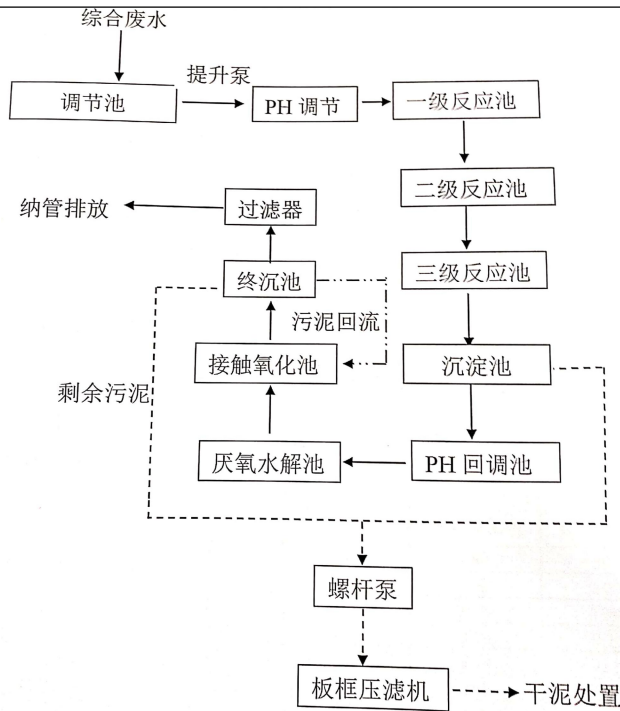 综合废水
调节池
提升泵
PH 调节
一级反应池
二级反应池
三级反应池
沉淀池
PH 回调池
厌氧水解池
接触氧化池
污泥回流
终沉池
过滤器
纳管排放
剩余污泥
螺杆泵
板框压滤机
干泥处置